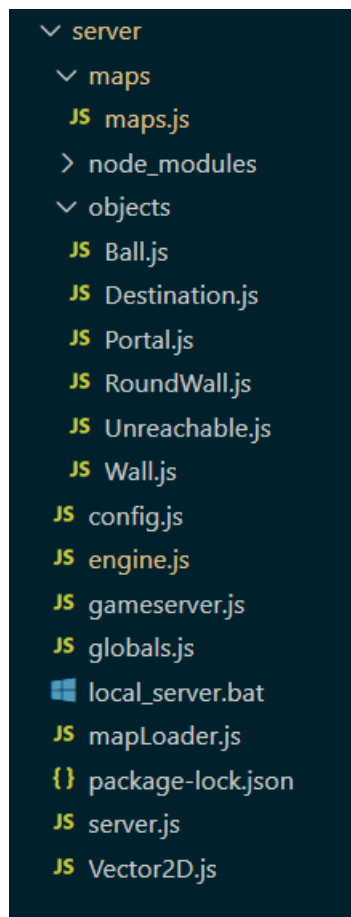 server
maps
JS maps.js
node_modules
objects
JS Ball.js
JS Destination.js
JS Portal.js
JS RoundWall.js
JS Unreachable.js
JS Wall.js
JS config.js
JS engine.js
JS gameserver.js
JS globals.js
local_server.bat
JS mapLoader.js
{} package-lock.json
JS server.js
JS Vector2D.js